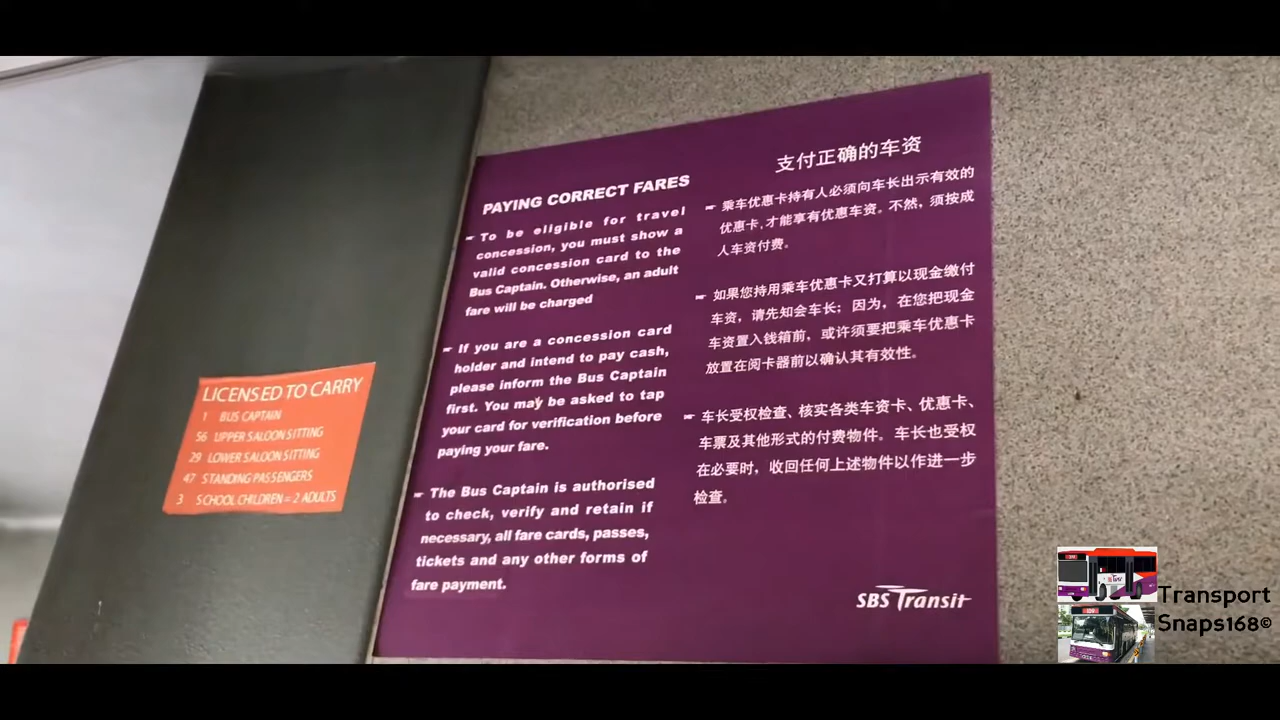 LICENSED TO CARRY
1 BUS CAPTAIN
56 UPPER SALOON SITTING
29 LOWER SALOON SITTING
47 STANDING PASSENGERS
3 SCHOOL CHILDREN = 2 ADULTS
PAYING CORRECT FARES
☛ To be eligible for travel
concession, you must show a
valid concession card to the
Bus Captain. Otherwise, an adult
fare will be charged
☛ If you are a concession card
holder and intend to pay cash,
please inform the Bus Captain
first. You may be asked to tap
your card for verification before
paying your fare.
☛ The Bus Captain is authorised
to check, verify and retain if
necessary, all fare cards, passes,
tickets and any other forms of
fare payment.
支付正确的车资
☛ 乘车优惠卡持有人必须向车长出示有效的
优惠卡,才能享有优惠车资。不然，须按成
人车资付费。
☛ 如果您持用乘车优惠卡又打算以现金缴付
车资，请先知会车长；因为，在您把现金
车资置入钱箱前，或许须要把乘车优惠卡
放置在阅卡器前以确认其有效性。
☛ 车长受权检查、核实各类车资卡、优惠卡、
车票及其他形式的付费物件。车长也受权
在必要时，收回任何上述物件以作进一步
检查。
SBS Transit
Transport
Snaps168©